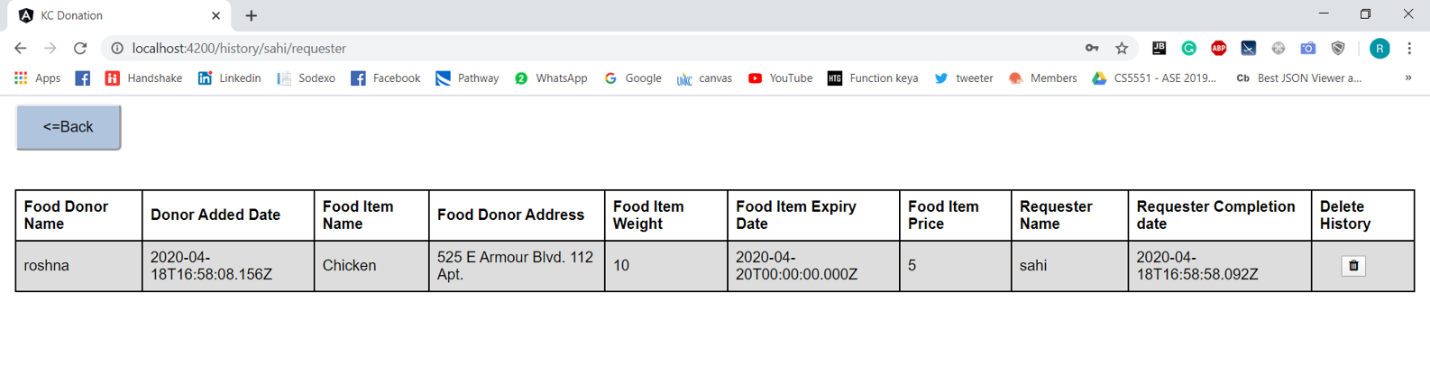 KC Donation
localhost:4200/history/sahi/requester
Apps Handshake Linkedin Sodexo Facebook Pathway WhatsApp Google canvas YouTube Function keya tweeter Members CS5551 - ASE 2019... Best JSON Viewer a... »
<=Back
Food Donor Name
Donor Added Date
Food Item Name
Food Donor Address
Food Item Weight
Food Item Expiry Date
Food Item Price
Requester Name
Requester Completion date
Delete History
roshna
2020-04-
18T16:58:08.156Z
Chicken
525 E Armour Blvd. 112
Apt.
10
2020-04-
20T00:00:00.000Z
5
sahi
2020-04-
18T16:58:58.092Z